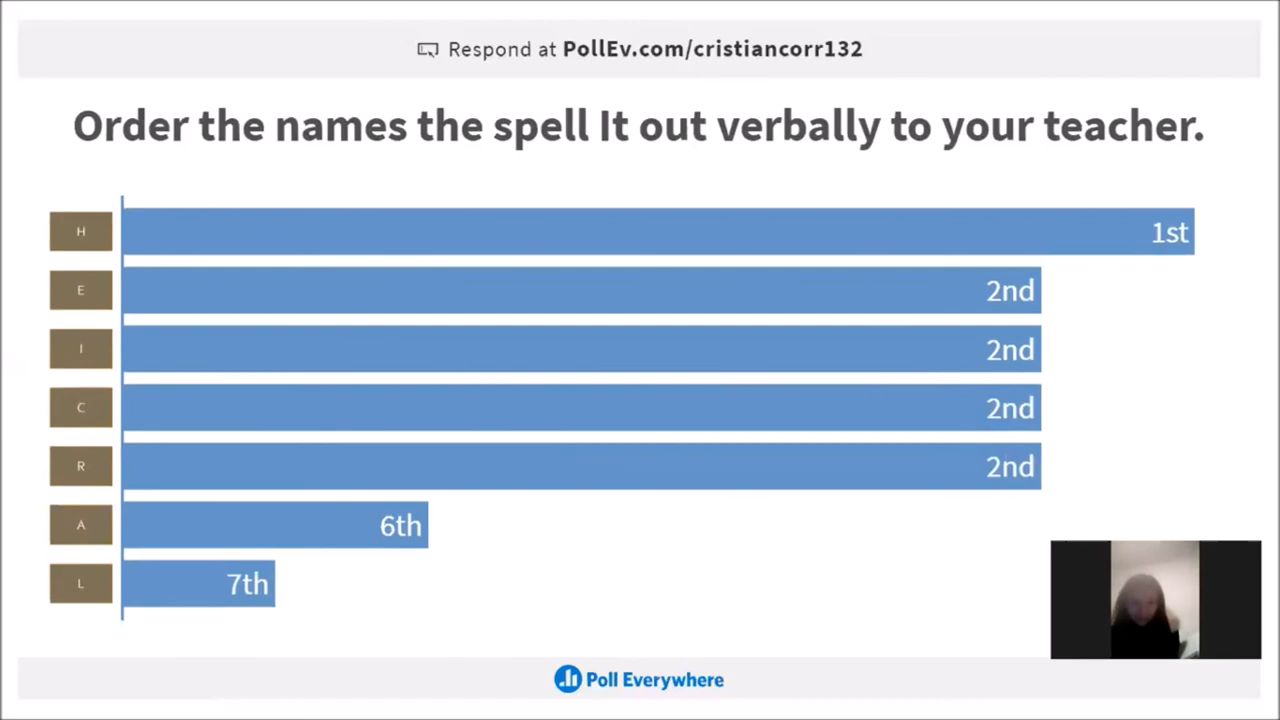 Respond at PollEv.com/cristiancorr132
Order the names the spell It out verbally to your teacher.
H 1st
E 2nd
I 2nd
C 2nd
R 2nd
A 6th
L 7th
Poll Everywhere